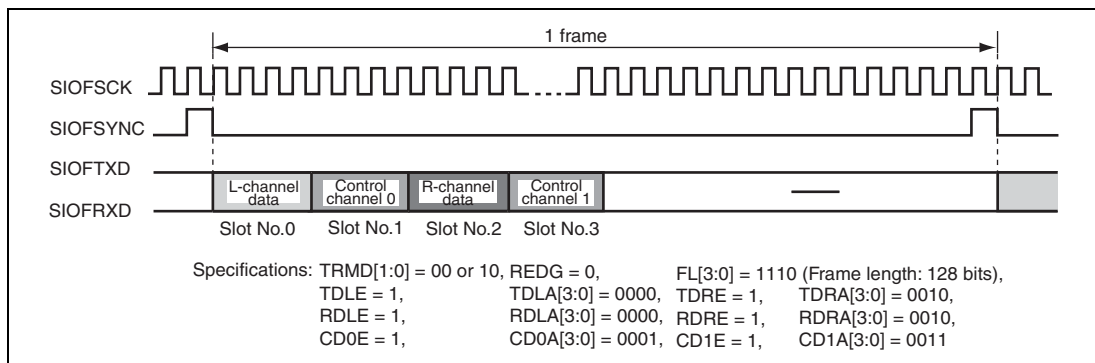 1 frame
SIOFSCK
SIOFSYNC
SIOFTXD
SIOFRXD
L-channel data
Control channel 0
R-channel data
Control channel 1
Slot No.0 Slot No.1 Slot No.2 Slot No.3
Specifications: TRMD[1:0] = 00 or 10, REDG = 0, FL[3:0] = 1110 (Frame length: 128 bits),
TDLE = 1, TDLA[3:0] = 0000, TDRE = 1, TDRA[3:0] = 0010,
RDLE = 1, RDLA[3:0] = 0000, RDRE = 1, RDRA[3:0] = 0010,
CD0E = 1, CD0A[3:0] = 0001, CD1E = 1, CD1A[3:0] = 0011